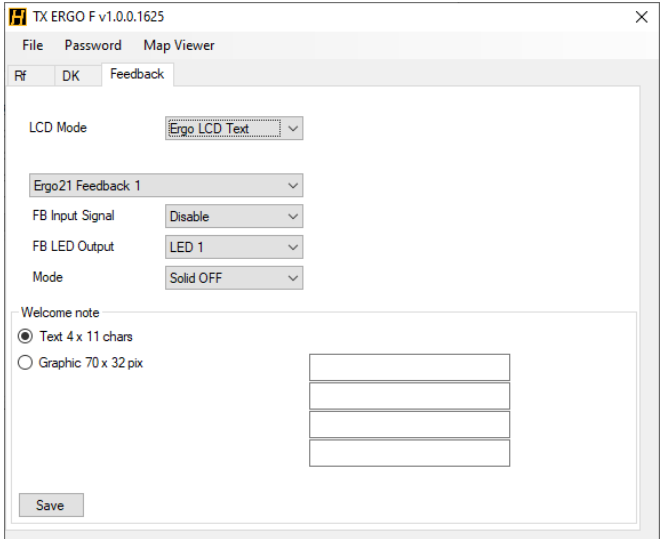 TX ERGO F v1.0.0.1625
File Password Map Viewer
Rf DK Feedback
LCD Mode Ergo LCD Text
Ergo21 Feedback 1
FB Input Signal Disable
FB LED Output LED 1
Mode Solid OFF
Welcome note
Text 4 x 11 chars
Graphic 70 x 32 pix
Save